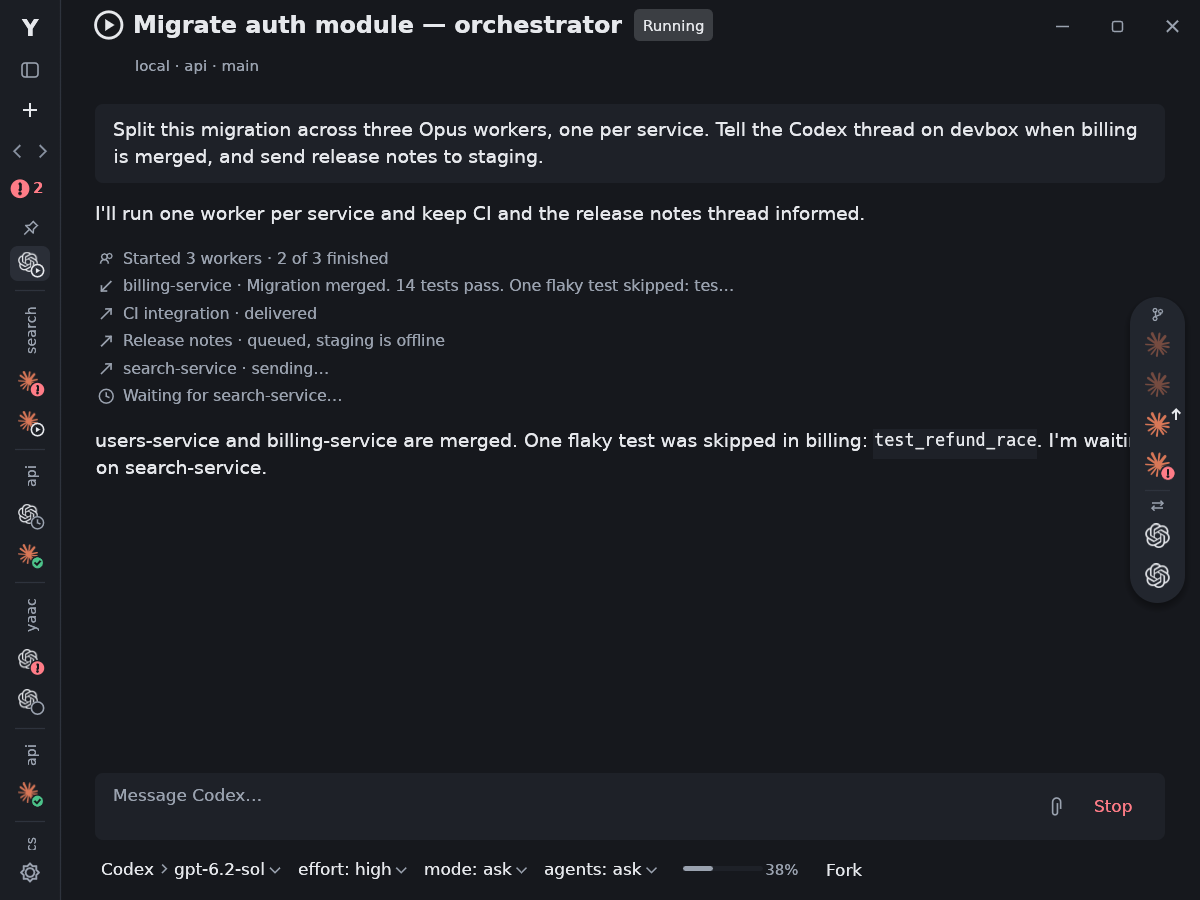 Y
Migrate auth module — orchestrator
Running
local · api · main
2
search
api
yaac
api
cs
Split this migration across three Opus workers, one per service. Tell the Codex thread on devbox when billing
is merged, and send release notes to staging.
I'll run one worker per service and keep CI and the release notes thread informed.
Started 3 workers · 2 of 3 finished
billing-service · Migration merged. 14 tests pass. One flaky test skipped: tes…
CI integration · delivered
Release notes · queued, staging is offline
search-service · sending…
Waiting for search-service…
users-service and billing-service are merged. One flaky test was skipped in billing: test_refund_race. I'm waiti
on search-service.
Message Codex…
Stop
Codex > gpt-6.2-sol effort: high mode: ask agents: ask 38% Fork